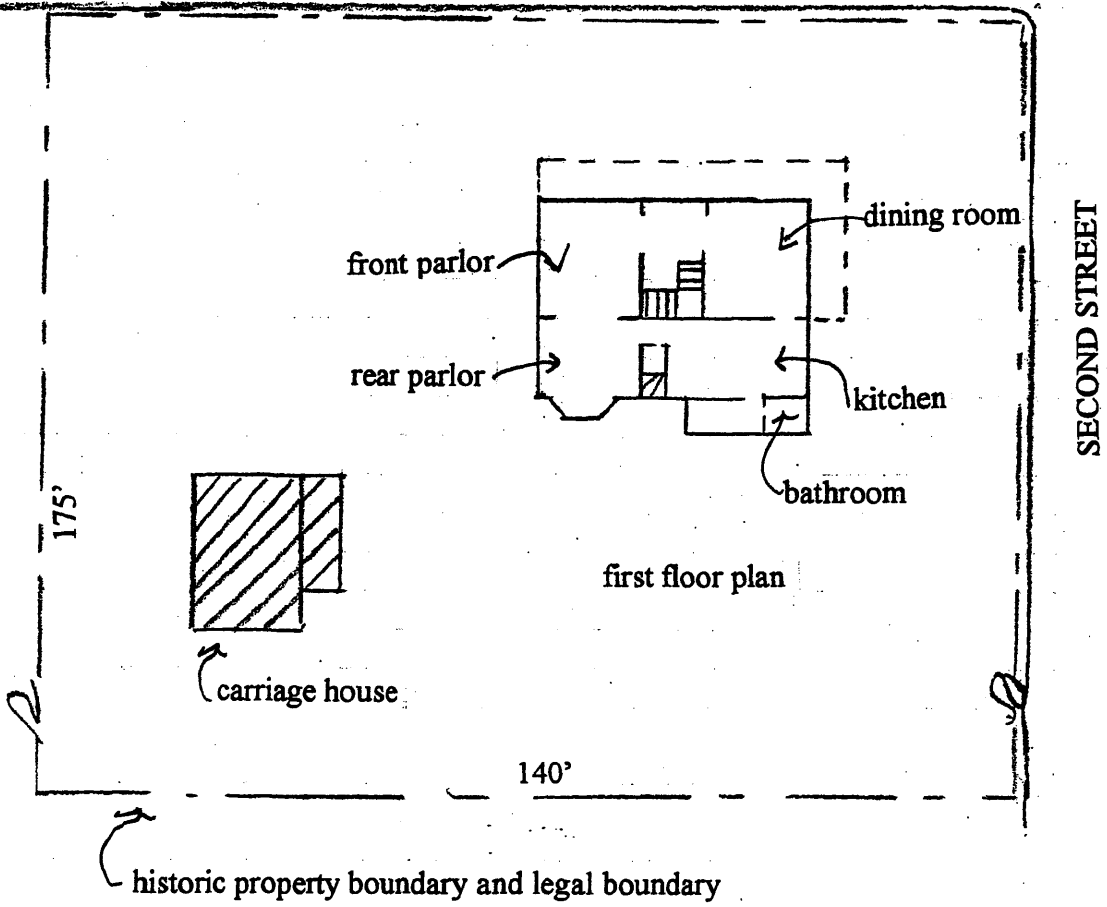 dining room
SECOND STREET
front parlor
rear parlor
kitchen
bathroom
175'
first floor plan
carriage house
140'
historic property boundary and legal boundary